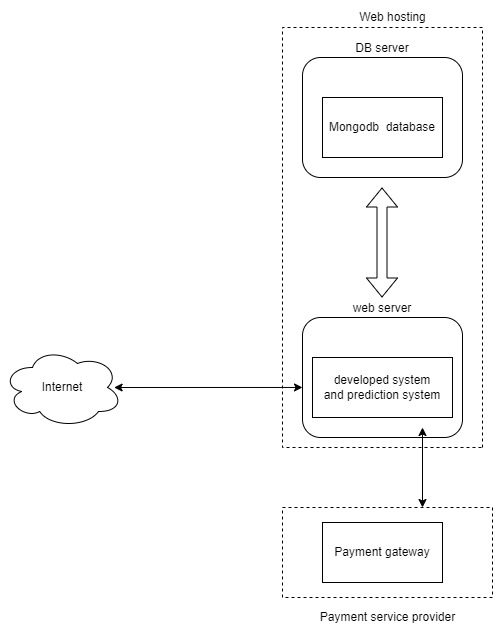 Web hosting
DB server
Mongodb database
web server
Internet
developed system
and prediction system
Payment gateway
Payment service provider